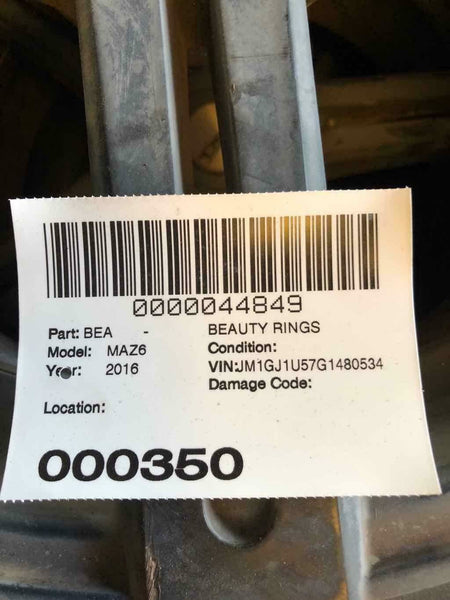 0000044849
Part: BEA - BEAUTY RINGS
Model: MAZ6 Condition:
Year: 2016 VIN:JM1GJ1U57G1480534
Damage Code:
Location:
000350